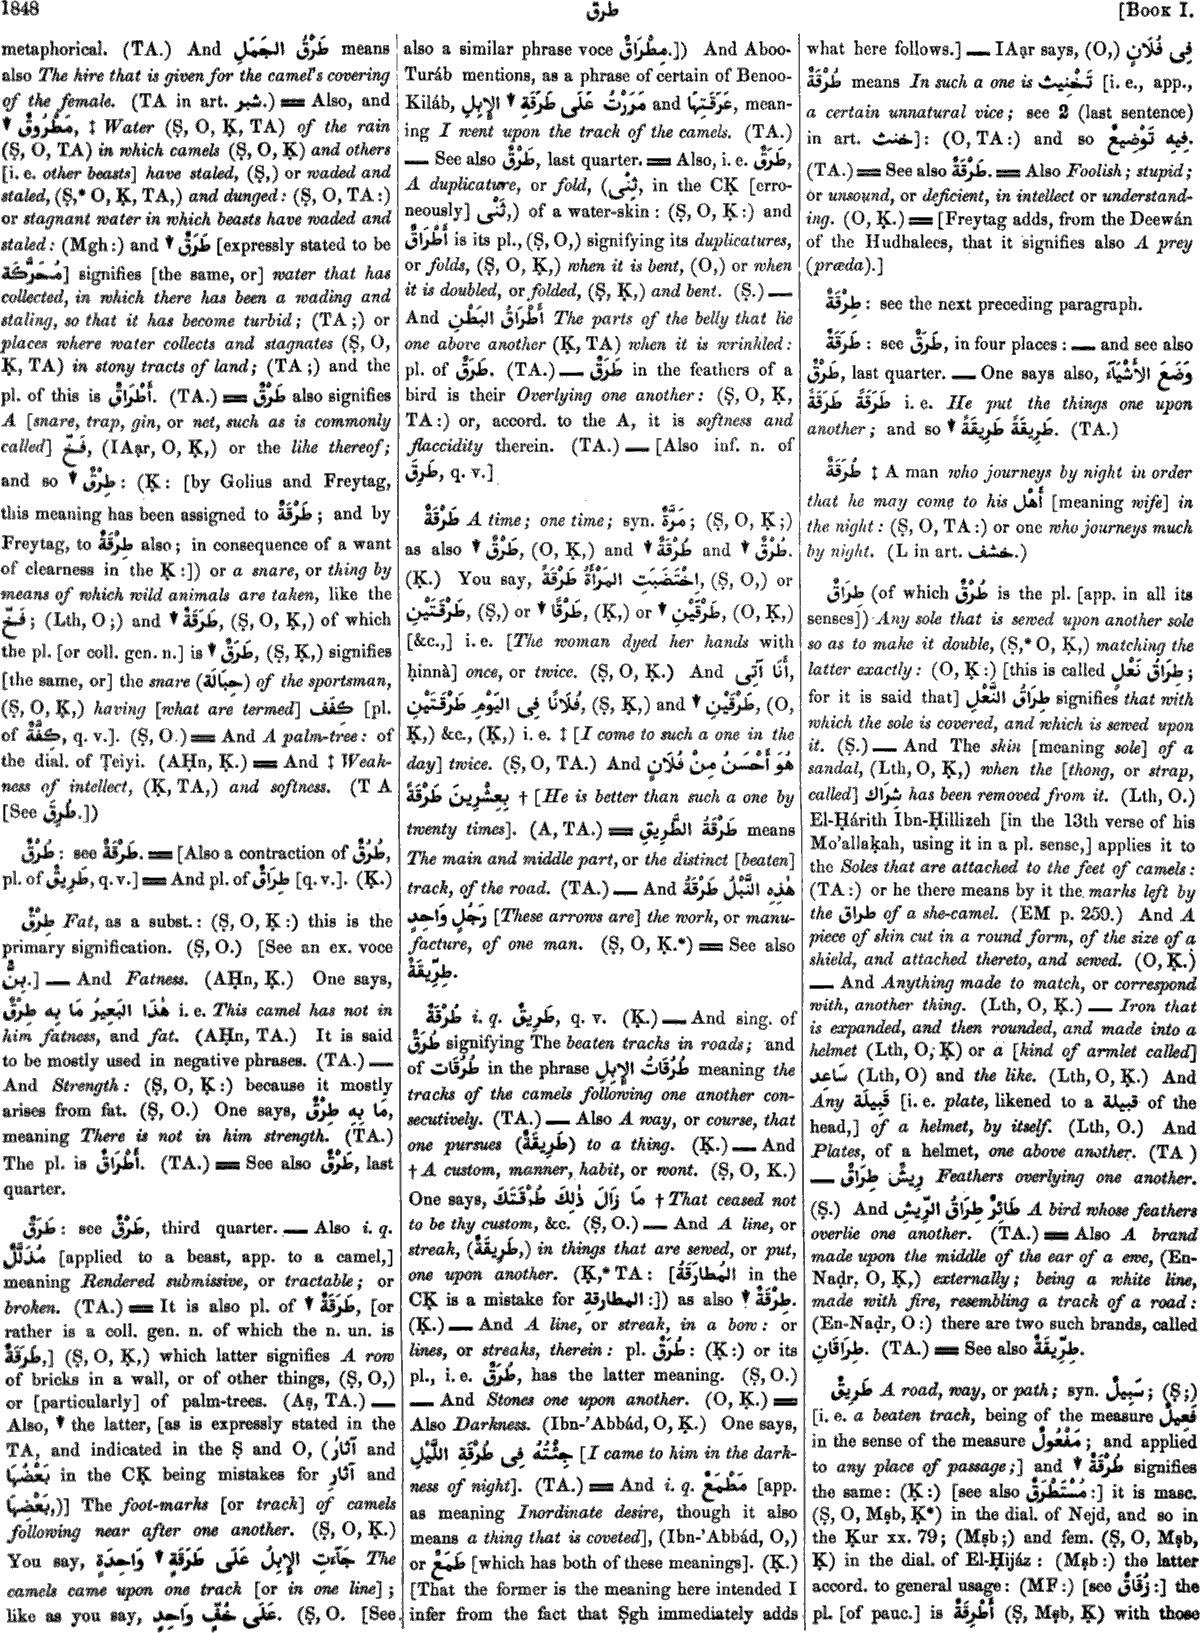 1848
طرق
[Book I.
metaphorical. (TA.) And طَرْقُ الجَمَلِ means
also The hire that is given for the camel's covering
of the female. (TA in art. شبر.) ══ Also, and
▼ مَطْرُوقٌ, ‡ Water (Ṣ, O, Ḳ, TA) of the rain
(Ṣ, O, TA) in which camels (Ṣ, O, Ḳ) and others
[i. e. other beasts] have staled, (Ṣ,) or waded and
staled, (Ṣ,* O, Ḳ, TA,) and dunged: (Ṣ, O, TA:)
or stagnant water in which beasts have waded and
staled: (Mgh:) and ▼ طَرَقٌ [expressly stated to be
مُحَرَّكَة] signifies [the same, or] water that has
collected, in which there has been a wading and
staling, so that it has become turbid; (TA;) or
places where water collects and stagnates (Ṣ, O,
Ḳ, TA) in stony tracts of land; (TA;) and the
pl. of this is أَطْرَاقٌ. (TA.) ══ طَرْقٌ also signifies
A [snare, trap, gin, or net, such as is commonly
called] فَخّ, (IAạr, O, Ḳ,) or the like thereof;
and so ▼ طِرْقٌ: (Ḳ: [by Golius and Freytag,
this meaning has been assigned to طَرْقَةٌ; and by
Freytag, to طِرْقَةٌ also; in consequence of a want
of clearness in the Ḳ:]) or a snare, or thing by
means of which wild animals are taken, like the
فَخّ; (Lth, O;) and ▼ طَرَقَةٌ, (Ṣ, O, Ḳ,) of which
the pl. [or coll. gen. n.] is ▼ طَرَقٌ, (Ṣ, Ḳ,) signifies
[the same, or] the snare (حِبَالَة) of the sportsman,
(Ṣ, O, Ḳ,) having [what are termed] كِفَف [pl.
of كِفَّةٌ, q. v.]. (Ṣ, O.) ══ And A palm-tree: of
the dial. of Ṭeiyi. (AḤn, Ḳ.) ══ And ‡ Weak-
ness of intellect, (Ḳ, TA,) and softness. (TA
[See طُرِقَ.])
طُرْقٌ: see طَرْقَةٌ. ══ [Also a contraction of طُرُقٌ,
pl. of طَرِيقٌ, q. v.] ══ And pl. of طِرَاقٌ [q. v.]. (Ḳ.)
طِرْقٌ Fat, as a subst.: (Ṣ, O, Ḳ:) this is the
primary signification. (Ṣ, O.) [See an ex. voce
بِنٌّ.] — And Fatness. (AḤn, Ḳ.) One says,
هٰذَا البَعِيرُ مَا بِهِ طِرْقٌ i. e. This camel has not in
him fatness, and fat. (AḤn, TA.) It is said
to be mostly used in negative phrases. (TA.) —
And Strength: (Ṣ, O, Ḳ:) because it mostly
arises from fat. (Ṣ, O.) One says, مَا بِهِ طِرْقٌ,
meaning There is not in him strength. (TA.)
The pl. is أَطْرَاقٌ. (TA.) ══ See also طَرْقٌ, last
quarter.
طَرَقٌ: see طَرْقٌ, third quarter. — Also i. q.
مُذَلَّلٌ [applied to a beast, app. to a camel,]
meaning Rendered submissive, or tractable; or
broken. (TA.) ══ It is also pl. of ▼ طَرَقَةٌ, [or
rather is a coll. gen. n. of which the n. un. is
طَرَقَةٌ,] (Ṣ, O, Ḳ,) which latter signifies A row
of bricks in a wall, or of other things, (Ṣ, O,)
or [particularly] of palm-trees. (Aṣ, TA.) —
Also, ▼ the latter, [as is expressly stated in the
TA, and indicated in the Ṣ and O, (آثارُ and
بَعْضُهَا in the CḲ being mistakes for آثَارِ and
بَعْضِهَا,)] The foot-marks [or track] of camels
following near after one another. (Ṣ, O, Ḳ.)
You say, جَآءَتِ الإِبِلُ عَلَى طَرَقَةٍ ▼ وَاحِدَةٍ The
camels came upon one track [or in one line];
like as you say, عَلَى خُفٍّ وَاحِدٍ. (Ṣ, O. [See
also a similar phrase voce مِطْرَاقٌ.]) And Aboo-
Turáb mentions, as a phrase of certain of Benoo-
Kiláb, مَرَرْتُ عَلَى طَرَقَةِ ▼ الإِبِلِ and عَرَقَتِهَا, mean-
ing I went upon the track of the camels. (TA.)
— See also طَرْقٌ, last quarter. ══ Also, i. e. طَرَقٌ,
A duplicature, or fold, (ثِنْى, in the CḲ [erro-
neously] ثَنْى,) of a water-skin: (Ṣ, O, Ḳ:) and
أَطْرَاقٌ is its pl., (Ṣ, O,) signifying its duplicatures,
or folds, (Ṣ, O, Ḳ,) when it is bent, (O,) or when
it is doubled, or folded, (Ṣ, Ḳ,) and bent. (Ṣ.) —
And أَطْرَاقُ البَطْنِ The parts of the belly that lie
one above another (Ḳ, TA) when it is wrinkled:
pl. of طَرَقٌ. (TA.) — طَرَقٌ in the feathers of a
bird is their Overlying one another: (Ṣ, O, Ḳ,
TA:) or, accord. to the A, it is softness and
flaccidity therein. (TA.) — [Also inf. n. of
طَرِقَ, q. v.]
طَرْقَةٌ A time; one time; syn. مَرَّةٌ; (Ṣ, O, Ḳ;)
as also ▼ طَرْقٌ, (O, Ḳ,) and ▼ طُرْقَةٌ and ▼ طُرْقٌ.
(Ḳ.) You say, اِخْتَضَبَتِ المَرْأَةُ طَرْقَةً, (Ṣ, O,) or
طَرْقَتَيْنِ, (Ṣ,) or ▼ طَرْقًا, (Ḳ,) or ▼ طَرْقَيْنِ, (O, Ḳ,)
[&c.,] i. e. [The woman dyed her hands with
ḥinnà] once, or twice. (Ṣ, O, Ḳ.) And أَنَا آتِى,
فُلَانًا فِى اليَوْمِ طَرْقَتَيْنِ, (Ṣ, Ḳ,) and ▼ طَرْقَيْنِ, (O,
Ḳ,) &c., (Ḳ,) i. e. ‡ [I come to such a one in the
day] twice. (Ṣ, O, TA.) And هُوَ أَحْسَنُ مِنْ فُلَانٍ
بِعِشْرِينَ طَرْقَةً † [He is better than such a one by
twenty times]. (A, TA.) ══ طَرْقَةُ الطَّرِيقِ means
The main and middle part, or the distinct [beaten]
track, of the road. (TA.) — And هٰذِهِ النَّبْلُ طَرْقَةُ
رَجُلٍ وَاحِدٍ [These arrows are] the work, or manu-
facture, of one man. (Ṣ, O, Ḳ.*) ══ See also
طِرِّيقَةٌ.
طُرْقَةٌ i. q. طَرِيقٌ, q. v. (Ḳ.) — And sing. of
طُرَقٌ signifying The beaten tracks in roads; and
of طُرُقَات in the phrase طُرُقَاتُ الإِبِلِ meaning the
tracks of the camels following one another con-
secutively. (TA.) — Also A way, or course, that
one pursues (طَرِيقَةٌ) to a thing. (Ḳ.) — And
† A custom, manner, habit, or wont. (Ṣ, O, Ḳ.)
One says, مَا زَالَ ذٰلِكَ طُرْقَتَكَ † That ceased not
to be thy custom, &c. (Ṣ, O.) — And A line, or
streak, (طَرِيقَةٌ,) in things that are sewed, or put,
one upon another. (Ḳ,* TA: [المُطارَقَةُ in the
CḲ is a mistake for المطارقة:]) as also ▼ طِرْقَةٌ.
(Ḳ.) — And A line, or streak, in a bow: or
lines, or streaks, therein: pl. طُرَقٌ: (Ḳ:) or its
pl., i. e. طُرَقٌ, has the latter meaning. (Ṣ, O.)
— And Stones one upon another. (O, Ḳ.) ══
Also Darkness. (Ibn-'Abbád, O, Ḳ.) One says,
جِئْتُهُ فِى طُرْقَةِ اللَّيْلِ [I came to him in the dark-
ness of night]. (TA.) ══ And i. q. مَطْمَعٌ [app.
as meaning Inordinate desire, though it also
means a thing that is coveted], (Ibn-'Abbád, O,)
or طَمَعٌ [which has both of these meanings]. (Ḳ.)
[That the former is the meaning here intended I
infer from the fact that Ṣgh immediately adds
what here follows.] — IAạr says, (O,) فِى فُلَانٍ
طُرْقَةٌ means In such a one is تَخْنِيث [i. e., app.,
a certain unnatural vice; see 2 (last sentence)
in art. خنث]: (O, TA:) and so فِيهِ تَوْضِيعٌ.
(TA.) ══ See also طَرْقَةٌ. ══ Also Foolish; stupid;
or unsound, or deficient, in intellect or understand-
ing. (O, Ḳ.) ══ [Freytag adds, from the Deewán
of the Hudhalees, that it signifies also A prey
(præda).]
طِرْقَةٌ: see the next preceding paragraph.
طَرَقَةٌ: see طَرَقٌ, in four places: — and see also
طَرْقٌ, last quarter. — One says also, وَضَعَ الأَشْيَآءَ
طَرَقَةً طَرَقَةً i. e. He put the things one upon
another; and so ▼ طَرِيقَةً طَرِيقَةً. (TA.)
طُرَقَةٌ ‡ A man who journeys by night in order
that he may come to his أَهْل [meaning wife] in
the night: (Ṣ, O, TA:) or one who journeys much
by night. (L in art. خشف.)
طِرَاقٌ (of which طُرْقٌ is the pl. [app. in all its
senses]) Any sole that is sewed upon another sole
so as to make it double, (Ṣ,* O, Ḳ,) matching the
latter exactly: (O, Ḳ:) [this is called طِرَاقُ نَعْلٍ;
for it is said that] طِرَاقُ النَّعْلِ signifies that with
which the sole is covered, and which is sewed upon
it. (Ṣ.) — And The skin [meaning sole] of a
sandal, (Lth, O, Ḳ,) when the [thong, or strap,
called] شِرَاك has been removed from it. (Lth, O.)
El-Ḥárith Ibn-Ḥillizeh [in the 13th verse of his
Mo'allaḳah, using it in a pl. sense,] applies it to
the Soles that are attached to the feet of camels:
(TA:) or he there means by it the marks left by
the طراق of a she-camel. (EM p. 259.) And A
piece of skin cut in a round form, of the size of a
shield, and attached thereto, and sewed. (O, Ḳ.)
— And Anything made to match, or correspond
with, another thing. (Lth, O, Ḳ.) — Iron that
is expanded, and then rounded, and made into a
helmet (Lth, O, Ḳ) or a [kind of armlet called]
سَاعِد (Lth, O) and the like. (Lth, O, Ḳ.) And
Any قَبِيلَة [i. e. plate, likened to a قبيلة of the
head,] of a helmet, by itself. (Lth, O.) And
Plates, of a helmet, one above another. (TA)
— رِيشٌ طِرَاقٌ Feathers overlying one another.
(Ṣ.) And طَائِرٌ طِرَاقُ الرِّيشِ A bird whose feathers
overlie one another. (TA.) ══ Also A brand
made upon the middle of the ear of a ewe, (En-
Naḍr, O, Ḳ,) externally; being a white line,
made with fire, resembling a track of a road:
(En-Naḍr, O:) there are two such brands, called
طِرَاقَانِ. (TA.) ══ See also طِرِّيقَةٌ.
طَرِيقٌ A road, way, or path; syn. سَبِيلٌ; (Ṣ;)
[i. e. a beaten track, being of the measure فَعِيلٌ
in the sense of the measure مَفْعُولٌ; and applied
to any place of passage;] and ▼ طُرْقَةٌ signifies
the same: (Ḳ:) [see also مُسْتَطْرَقٌ:] it is masc.
(Ṣ, O, Mṣb, Ḳ*) in the dial. of Nejd, and so in
the Ḳur xx. 79; (Mṣb;) and fem. (Ṣ, O, Mṣb,
Ḳ) in the dial. of El-Ḥijáz: (Mṣb:) the latter
accord. to general usage: (MF:) [see زُقَاقٌ:] the
pl. [of pauc.] is أَطْرِقَةٌ (Ṣ, Mṣb, Ḳ) with those